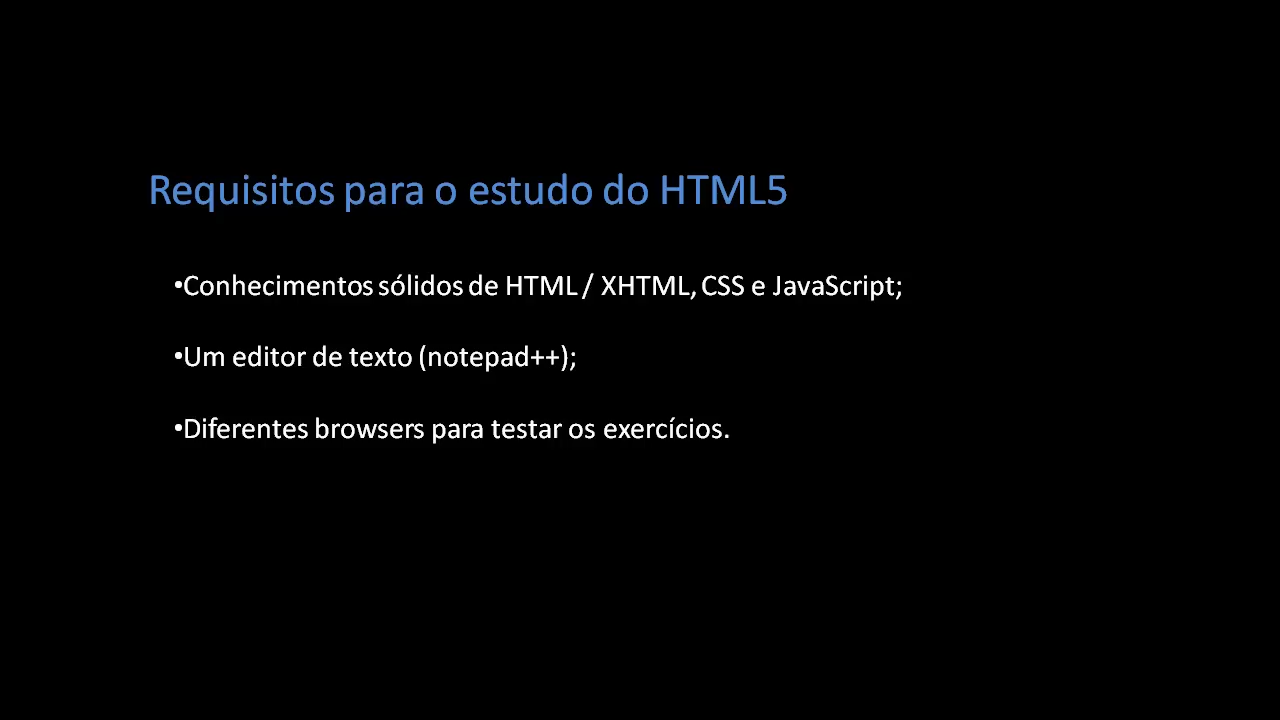 Requisitos para o estudo do HTML5
•Conhecimentos sólidos de HTML / XHTML, CSS e JavaScript;
•Um editor de texto (notepad++);
•Diferentes browsers para testar os exercícios.